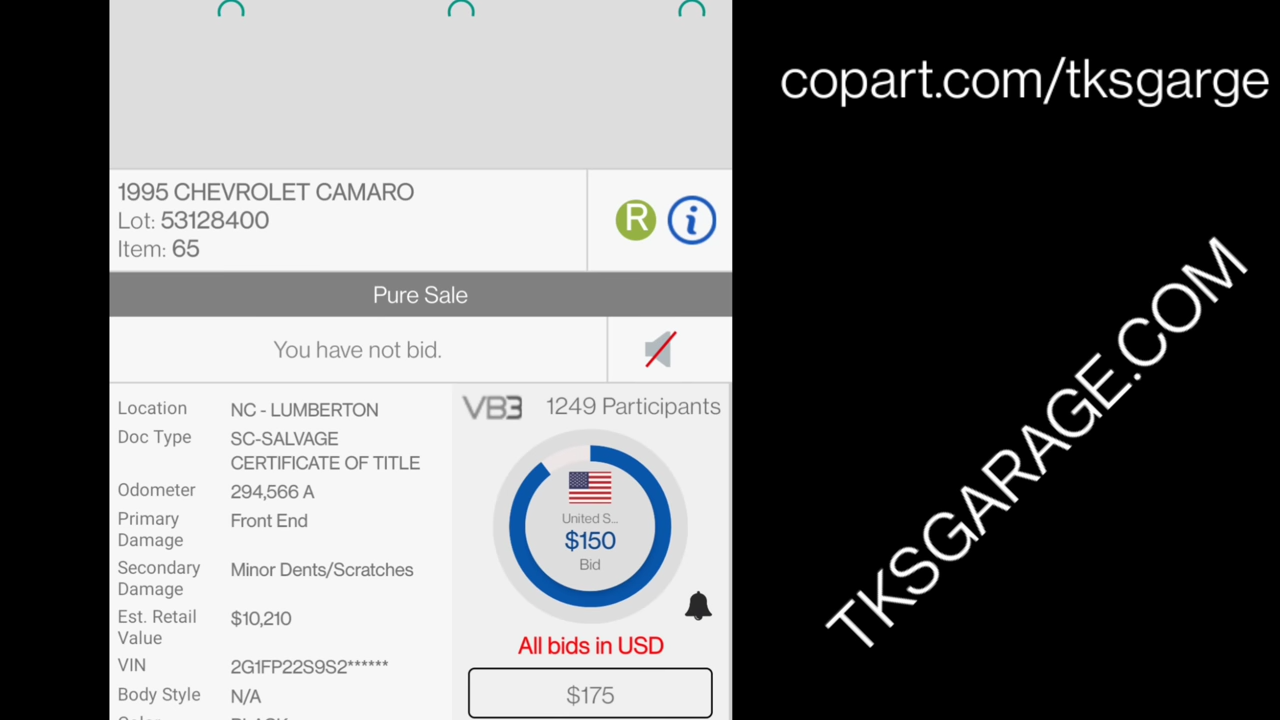 copart.com/tksgarge
1995 CHEVROLET CAMARO
Lot: 53128400
Item: 65
R
i
Pure Sale
You have not bid.
Location NC - LUMBERTON
Doc Type SC-SALVAGE
CERTIFICATE OF TITLE
Odometer 294,566 A
Primary Damage Front End
Secondary Damage Minor Dents/Scratches
Est. Retail Value $10,210
VIN 2G1FP22S9S2******
Body Style N/A
VB3 1249 Participants
United S...
$150
Bid
All bids in USD
$175
TKSGARAGE.COM